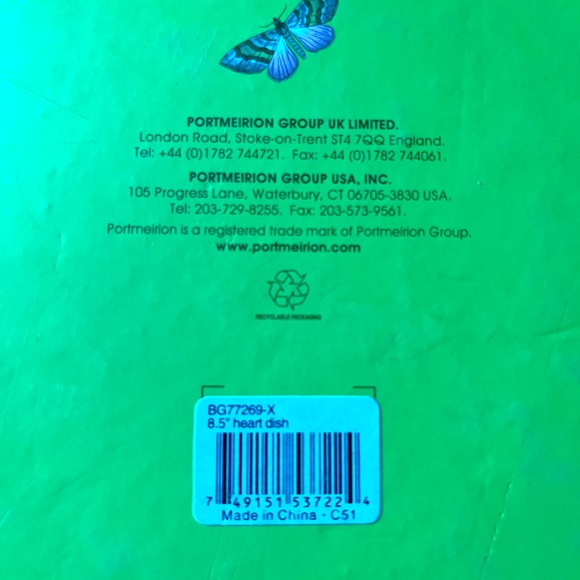 PORTMEIRION GROUP UK LIMITED.
London Road, Stoke-on-Trent ST4 7QQ England.
Tel: +44 (0)1782 744721. Fax: +44 (0)1782 744061.
PORTMEIRION GROUP USA, INC.
105 Progress Lane, Waterbury, CT 06705-3830 USA.
Tel: 203-729-8255. Fax: 203-573-9561.
Portmeirion is a registered trade mark of Portmeirion Group.
www.portmeirion.com
RECYCLABLE PACKAGING
BG77269-X
8.5" heart dish
7 49151 53722 4
Made in China · C51